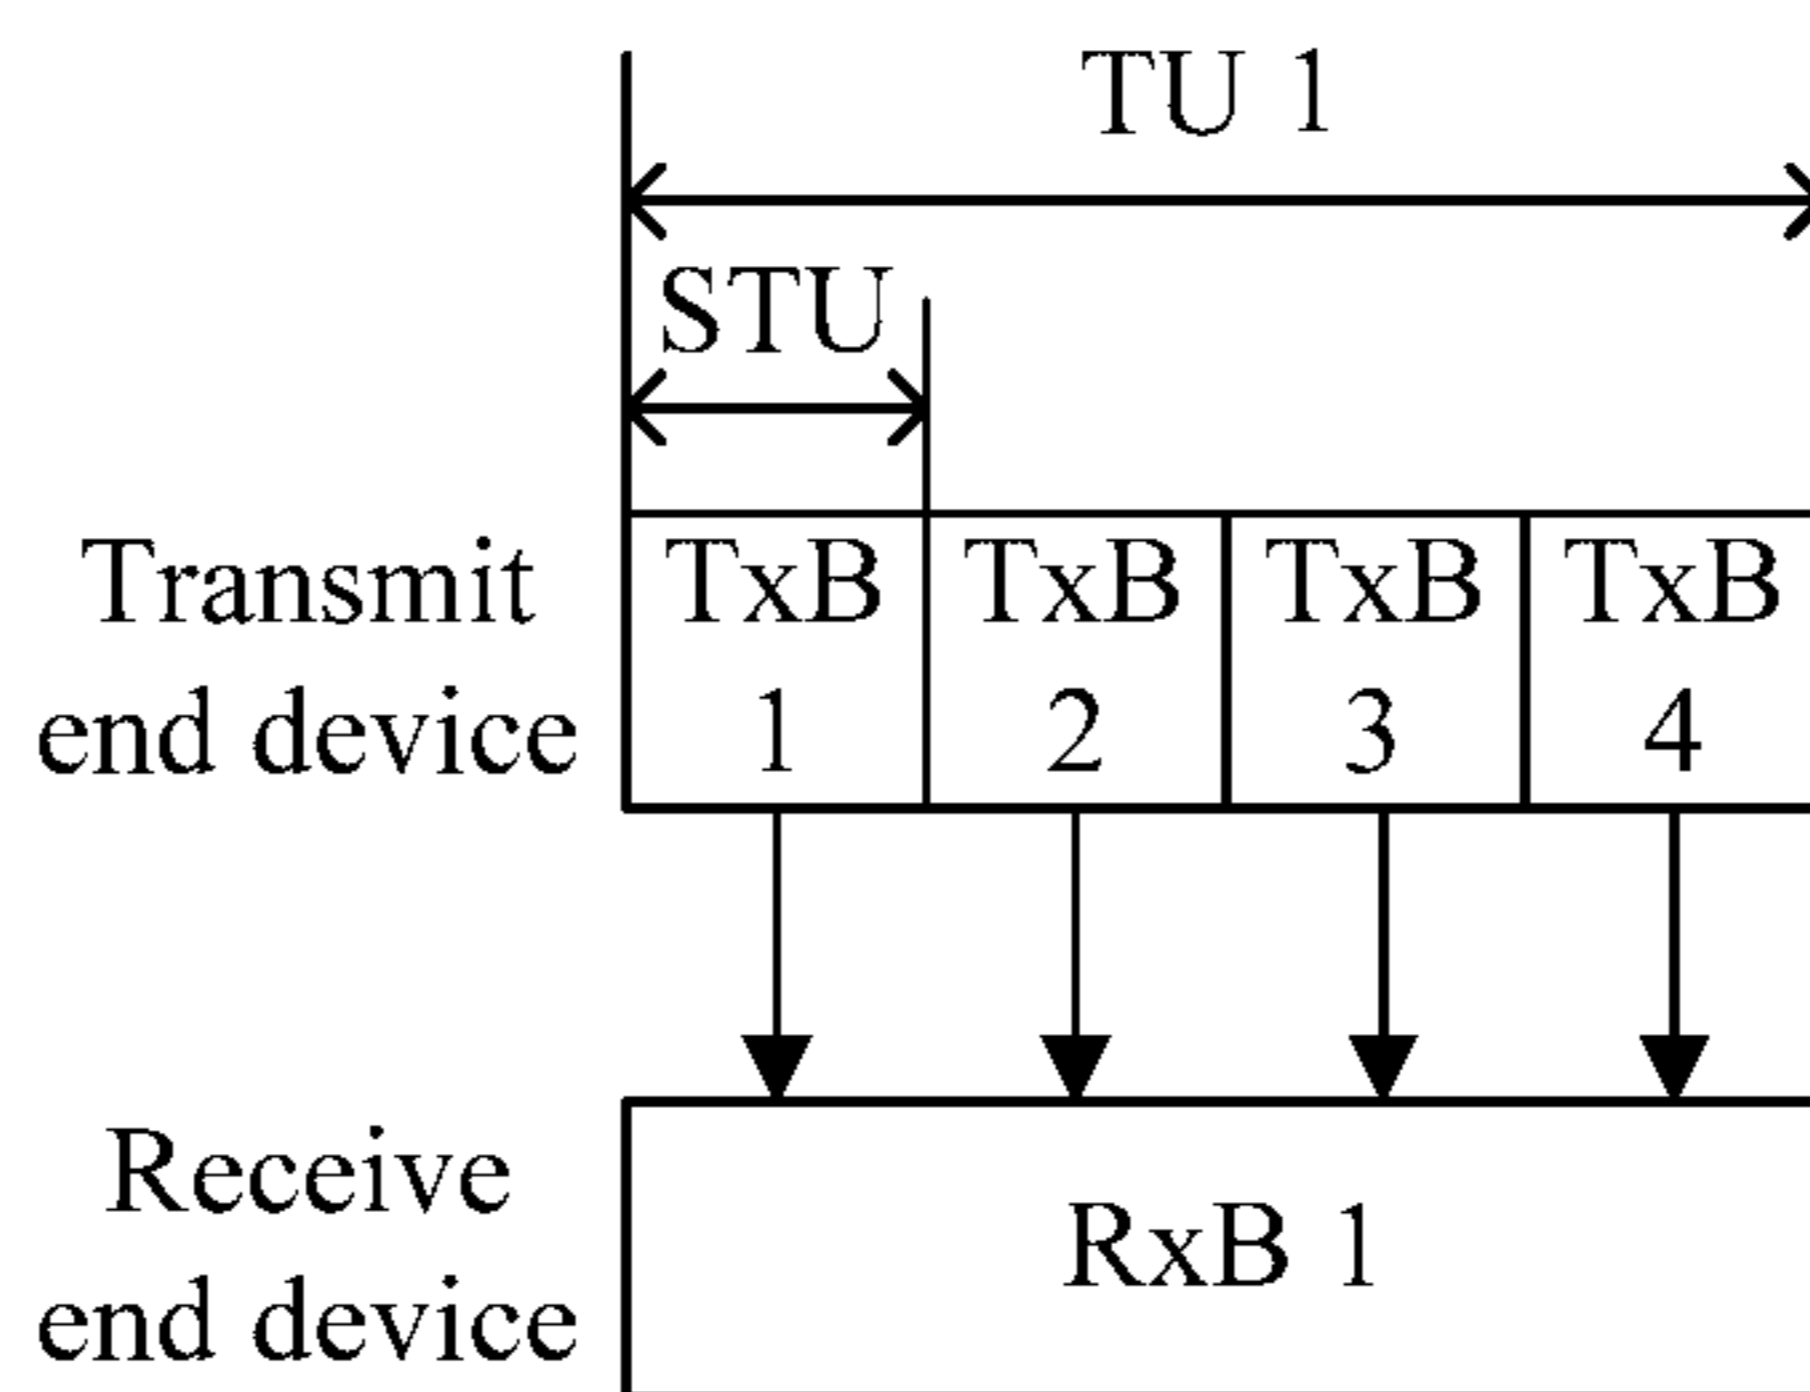 TU 1
STU
Transmit
end device
TxB
1
TxB
2
TxB
3
TxB
4
Receive
end device
RxB 1